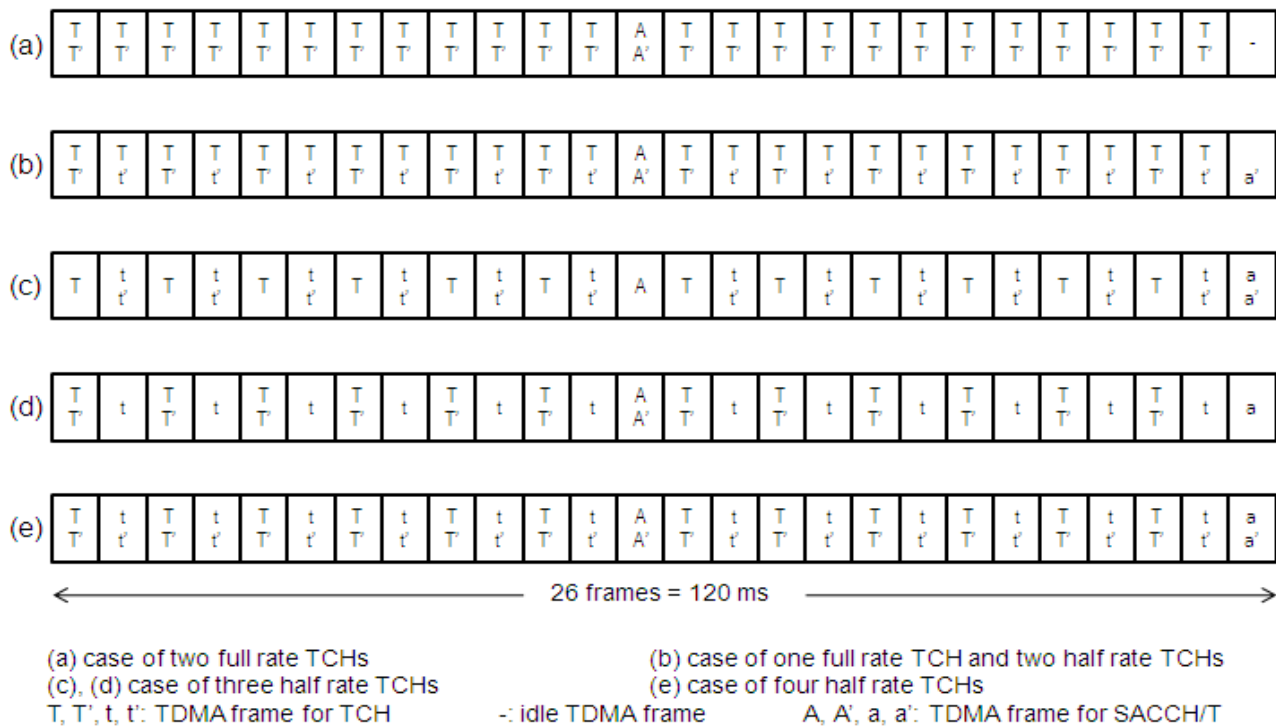 T T T T T T T T T T T T A T T T T T T T T T T T T
(a) -
T' T' T' T' T' T' T' T' T' T' T' T' A' T' T' T' T' T' T' T' T' T' T' T' T'
T T T T T T T T T T T T A T T T T T T T T T T T T
(b)
T' t' T' t' T' t' T' t' T' t' T' t' A' T' t' T' t' T' t' T' t' T' t' T' t' a'
t t t t t t t t t t t t a
(c) T T T T T T A T T T T T T
t' t' t' t' t' t' t' t' t' t' t' t' a'
T T T T T T A T T T T T T
(d) t t t t t t t t t t t t a
T' T' T' T' T' T' A' T' T' T' T' T' T'
T t T t T t T t T t T t A T t T t T t T t T t T t a
(e)
T' t' T' t' T' t' T' t' T' t' T' t' A' T' t' T' t' T' t' T' t' T' t' T' t' a'
26 frames = 120 ms
(a) case of two full rate TCHs (b) case of one full rate TCH and two half rate TCHs
(c), (d) case of three half rate TCHs (e) case of four half rate TCHs
T, T', t, t': TDMA frame for TCH -: idle TDMA frame A, A', a, a': TDMA frame for SACCH/T